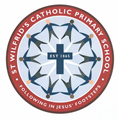 ST WILFRID'S CATHOLIC PRIMARY SCHOOL
EST 1865
• FOLLOWING IN JESUS' FOOTSTEPS •